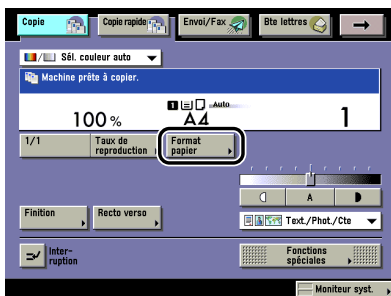 Copie
Copie rapide
Envoi/Fax
Bte lettres
Sél. couleur auto
Machine prête à copier.
100 %
1 Auto
A4
1
1/1
Taux de
reproduction
Format
papier
A
Finition
Recto verso
Text./Phot./Cte
Inter-
ruption
Fonctions
spéciales
Moniteur syst.